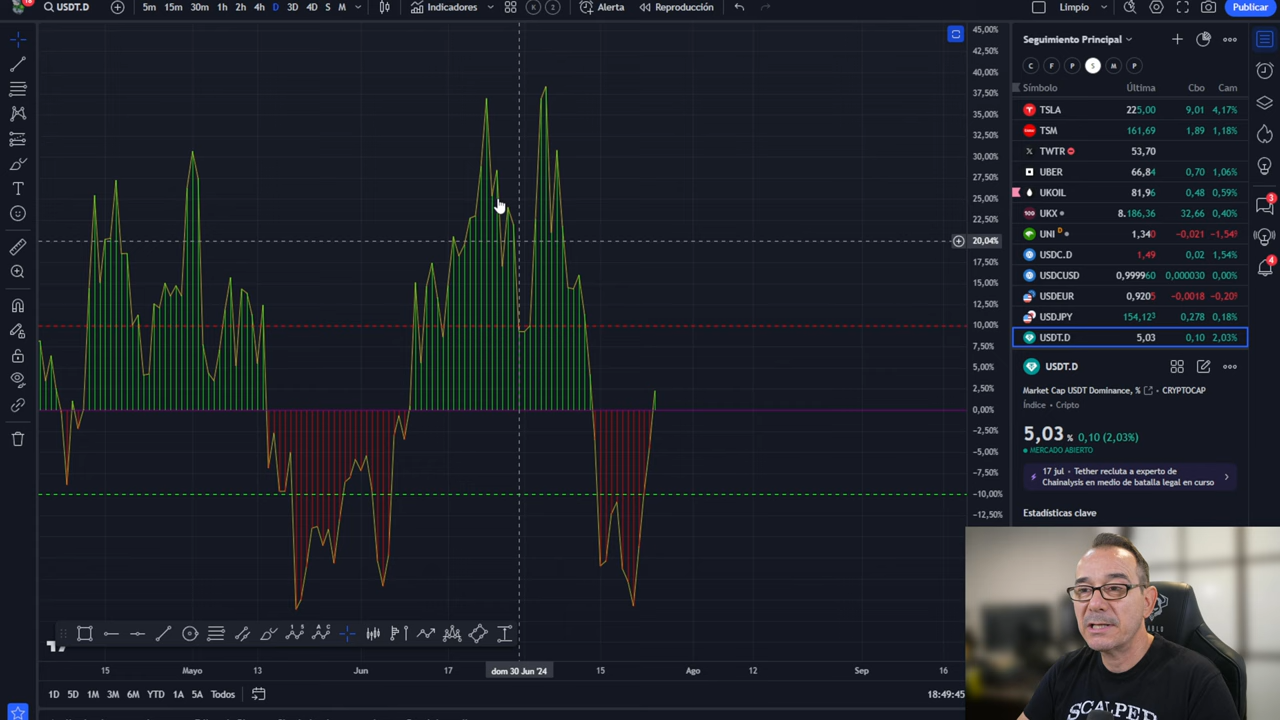 USDT.D
5m 15m 30m 1h 2h 4h D 3D 4D S M
Indicadores
K 2
Alerta
Reproducción
Limpio
Publicar
45,00%
42,50%
40,00%
37,50%
35,00%
32,50%
30,00%
27,50%
25,00%
22,50%
20,04%
17,50%
15,00%
12,50%
10,00%
7,50%
5,00%
2,50%
0,00%
−2,50%
−5,00%
−7,50%
−10,00%
−12,50%
15 Mayo 13 Jun 17 dom 30 Jun '24 15 Ago 12 Sep 16
1D 5D 1M 3M 6M YTD 1A 5A Todos
18:49:45
Seguimiento Principal
C F P S M P
Símbolo Última Cbo Cam
TSLA 225,00 9,01 4,17%
TSM 161,69 1,89 1,18%
TWTR 53,70
UBER 66,84 0,70 1,06%
UKOIL 81,96 0,48 0,59%
UKX 8.186,36 32,66 0,40%
UNI D 1,340 −0,021 −1,54%
USDC.D 1,49 0,02 1,54%
USDCUSD 0,999960 0,000030 0,00%
USDEUR 0,9205 −0,0018 −0,20%
USDJPY 154,123 0,278 0,18%
USDT.D 5,03 0,10 2,03%
USDT.D
Market Cap USDT Dominance, % • CRYPTOCAP
Índice • Cripto
5,03 % 0,10 (2,03%)
MERCADO ABIERTO
17 jul • Tether recluta a experto de
Chainalysis en medio de batalla legal en curso
Estadísticas clave
3
4
SCALPER